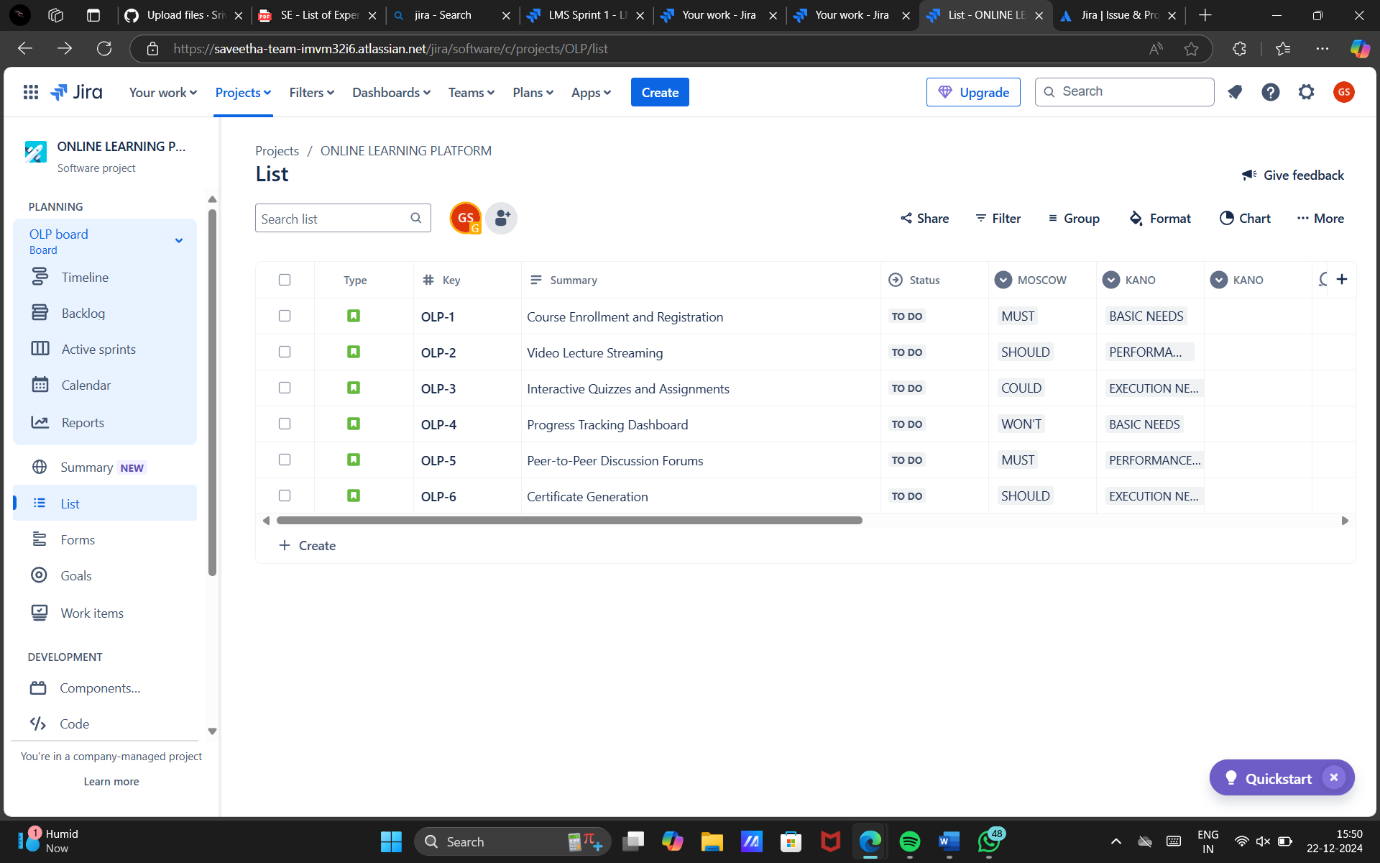 Upload files · Sri
SE - List of Exper
jira - Search
LMS Sprint 1 - LM
Your work - Jira
Your work - Jira
List - ONLINE LE
Jira | Issue & Pro
https://saveetha-team-imvm32i6.atlassian.net/jira/software/c/projects/OLP/list
Jira
Your work
Projects
Filters
Dashboards
Teams
Plans
Apps
Create
Upgrade
Search
GS
ONLINE LEARNING P...
Software project
PLANNING
OLP board
Board
Timeline
Backlog
Active sprints
Calendar
Reports
Summary NEW
List
Forms
Goals
Work items
DEVELOPMENT
Components...
Code
You're in a company-managed project
Learn more
Projects / ONLINE LEARNING PLATFORM
List
Give feedback
Search list
GS
G
Share
Filter
Group
Format
Chart
More
Type Key Summary Status MOSCOW KANO KANO
OLP-1 Course Enrollment and Registration TO DO MUST BASIC NEEDS
OLP-2 Video Lecture Streaming TO DO SHOULD PERFORMA...
OLP-3 Interactive Quizzes and Assignments TO DO COULD EXECUTION NE...
OLP-4 Progress Tracking Dashboard TO DO WON'T BASIC NEEDS
OLP-5 Peer-to-Peer Discussion Forums TO DO MUST PERFORMANCE...
OLP-6 Certificate Generation TO DO SHOULD EXECUTION NE...
+ Create
Quickstart
1
Humid
Now
Search
48
ENG
IN
15:50
22-12-2024